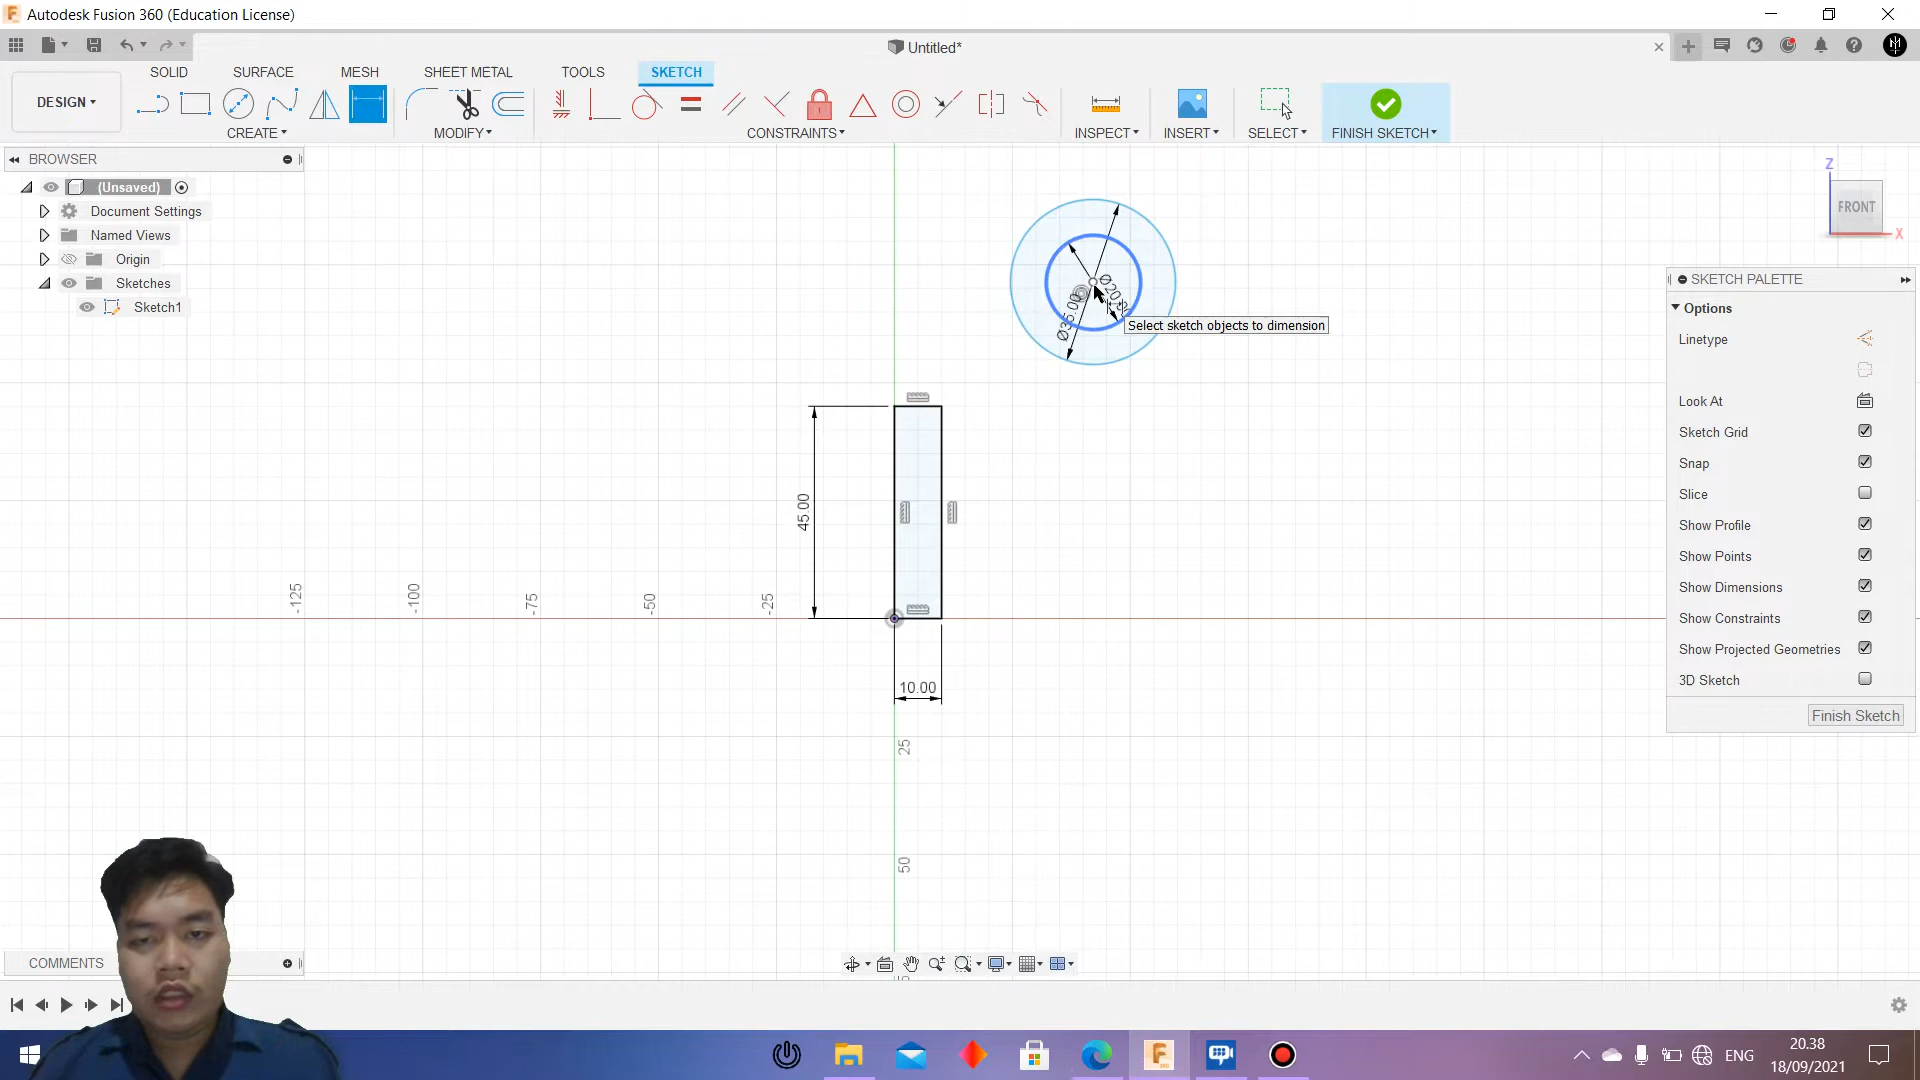 Autodesk Fusion 360 (Education License)
Untitled*
SOLID SURFACE MESH SHEET METAL TOOLS SKETCH
DESIGN
CREATE MODIFY CONSTRAINTS INSPECT INSERT SELECT FINISH SKETCH
BROWSER
(Unsaved)
Document Settings
Named Views
Origin
Sketches
Sketch1
Z
FRONT
X
Ø35.00
Select sketch objects to dimension
45.00
-125
-100
-75
-50
-25
10.00
25
50
SKETCH PALETTE
Options
Linetype
Look At
Sketch Grid
Snap
Slice
Show Profile
Show Points
Show Dimensions
Show Constraints
Show Projected Geometries
3D Sketch
Finish Sketch
COMMENTS
ENG
20.38
18/09/2021